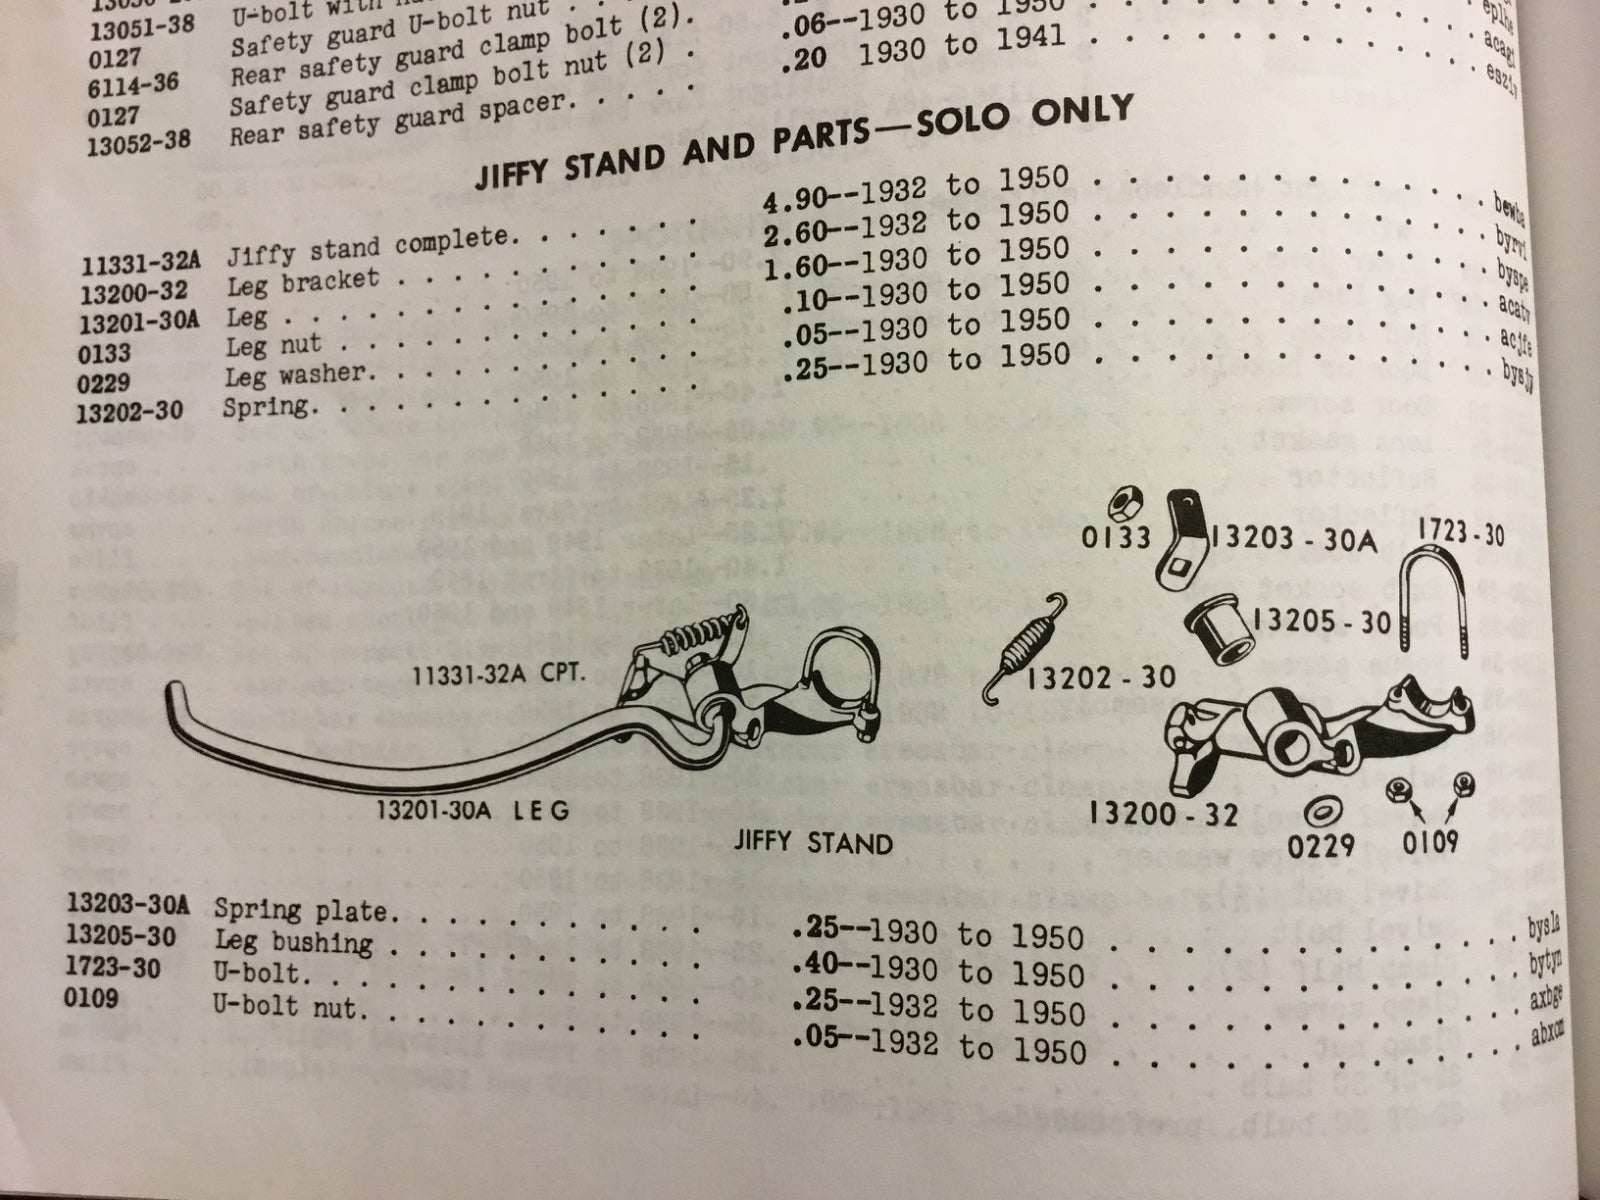 13051-38 U-bolt with
0127 Safety guard U-bolt nut . .
6114-36 Rear safety guard clamp bolt (2). .06--1930 to 1950
0127 Safety guard clamp bolt nut (2) . .20 1930 to 1941 . . . . . . . . . . . .
13052-38 Rear safety guard spacer. . . . .
JIFFY STAND AND PARTS—SOLO ONLY
11331-32A Jiffy stand complete. . . . . . . 4.90--1932 to 1950 . . . . . . . . . . . . bewba
13200-32 Leg bracket . . . . . . . . . . . 2.60--1932 to 1950 . . . . . . . . . . . . byrvi
13201-30A Leg . . . . . . . . . . . . . . 1.60--1930 to 1950 . . . . . . . . . . . . byspe
0133 Leg nut . . . . . . . . . . . . . .10--1930 to 1950 . . . . . . . . . . . . acatv
0229 Leg washer. . . . . . . . . . . . .05--1930 to 1950 . . . . . . . . . . . . acjfe
13202-30 Spring. . . . . . . . . . . . . . .25--1930 to 1950 . . . . . . . . . . . .
0133
13203 - 30A
1723 - 30
13205 - 30
11331-32A CPT.
13202 - 30
13201-30A LEG
13200 - 32
0229
0109
JIFFY STAND
13203-30A Spring plate. . . . . . . . . . .25--1930 to 1950 . . . . . . . . . . . . bysla
13205-30 Leg bushing . . . . . . . . . . .40--1930 to 1950 . . . . . . . . . . . . bytyn
1723-30 U-bolt. . . . . . . . . . . . . .25--1932 to 1950 . . . . . . . . . . . . axbge
0109 U-bolt nut. . . . . . . . . . . . .05--1932 to 1950 . . . . . . . . . . . . abxom